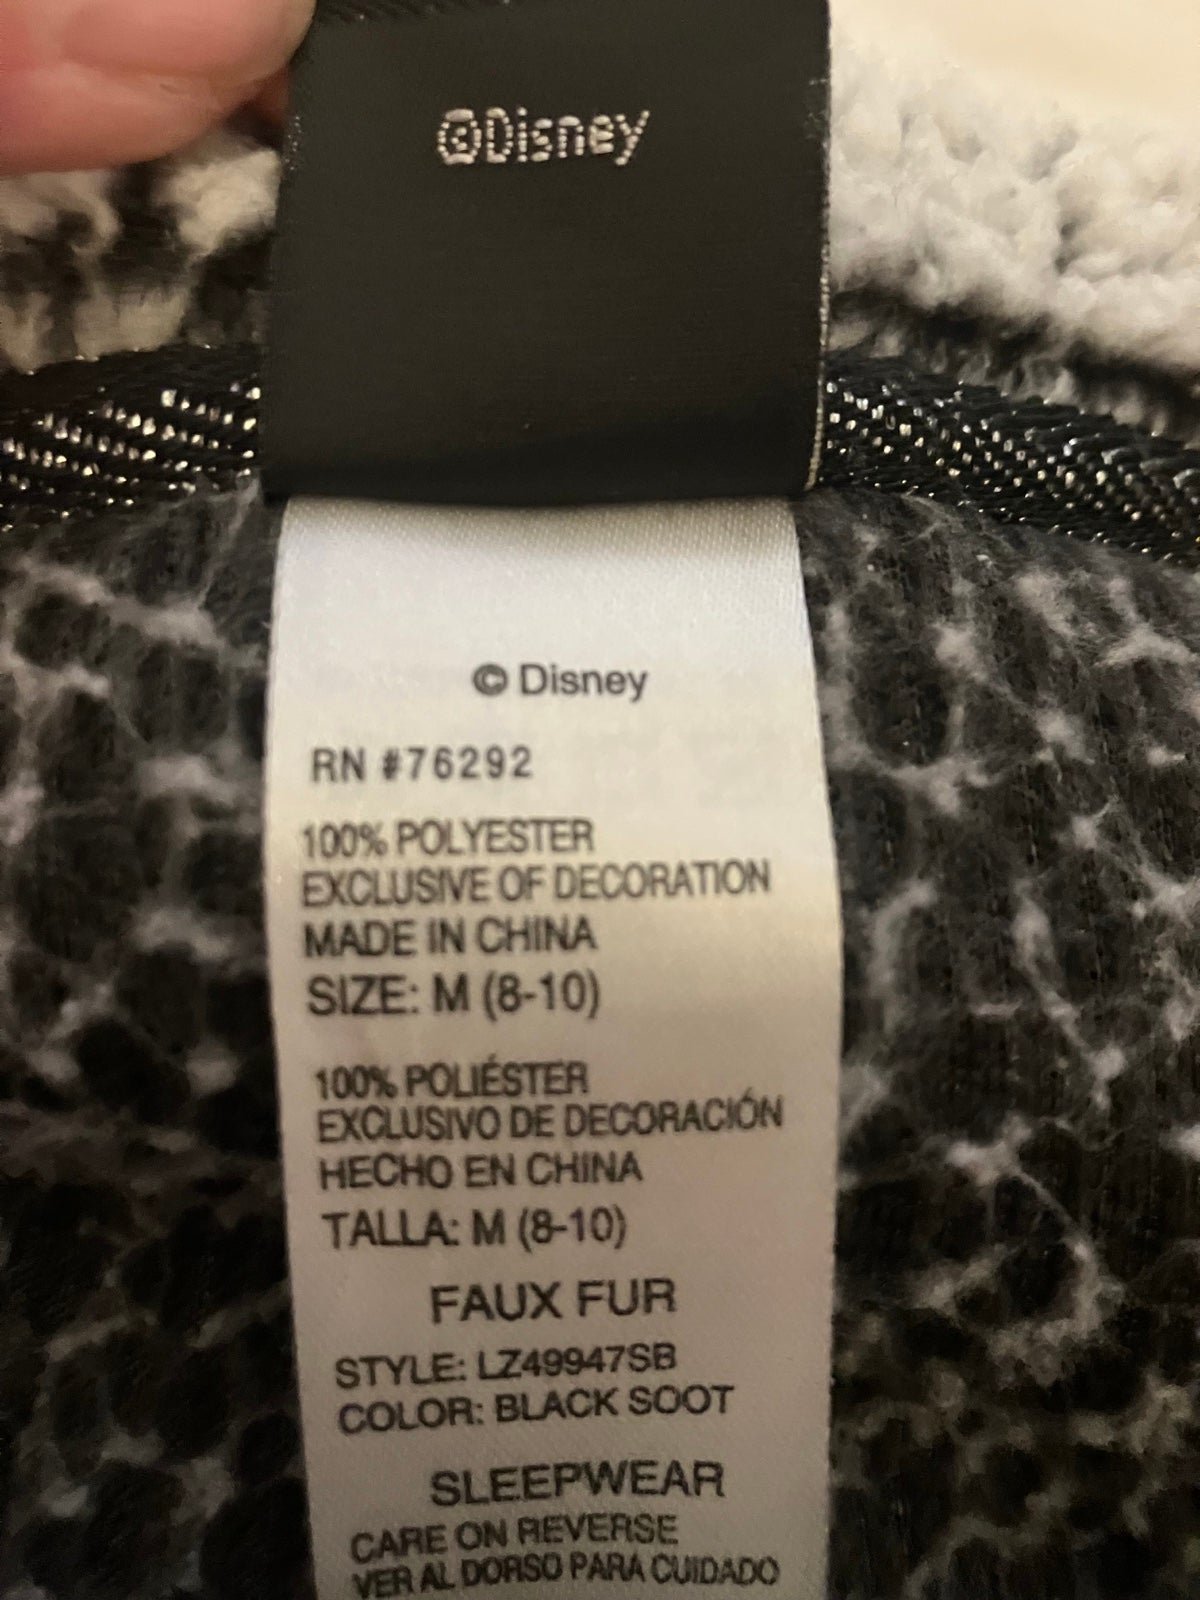 ©Disney
© Disney
RN #76292
100% POLYESTER
EXCLUSIVE OF DECORATION
MADE IN CHINA
SIZE: M (8-10)
100% POLIÉSTER
EXCLUSIVO DE DECORACIÓN
HECHO EN CHINA
TALLA: M (8-10)
FAUX FUR
STYLE: LZ49947SB
COLOR: BLACK SOOT
SLEEPWEAR
CARE ON REVERSE
VER AL DORSO PARA CUIDADO